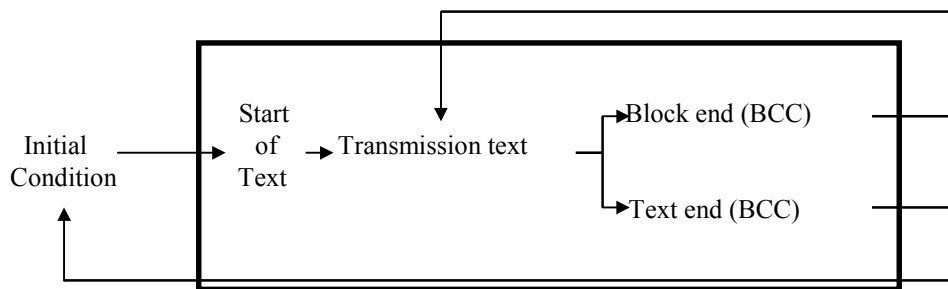 Initial
Condition
Start
of
Text
Transmission text
Block end (BCC)
Text end (BCC)